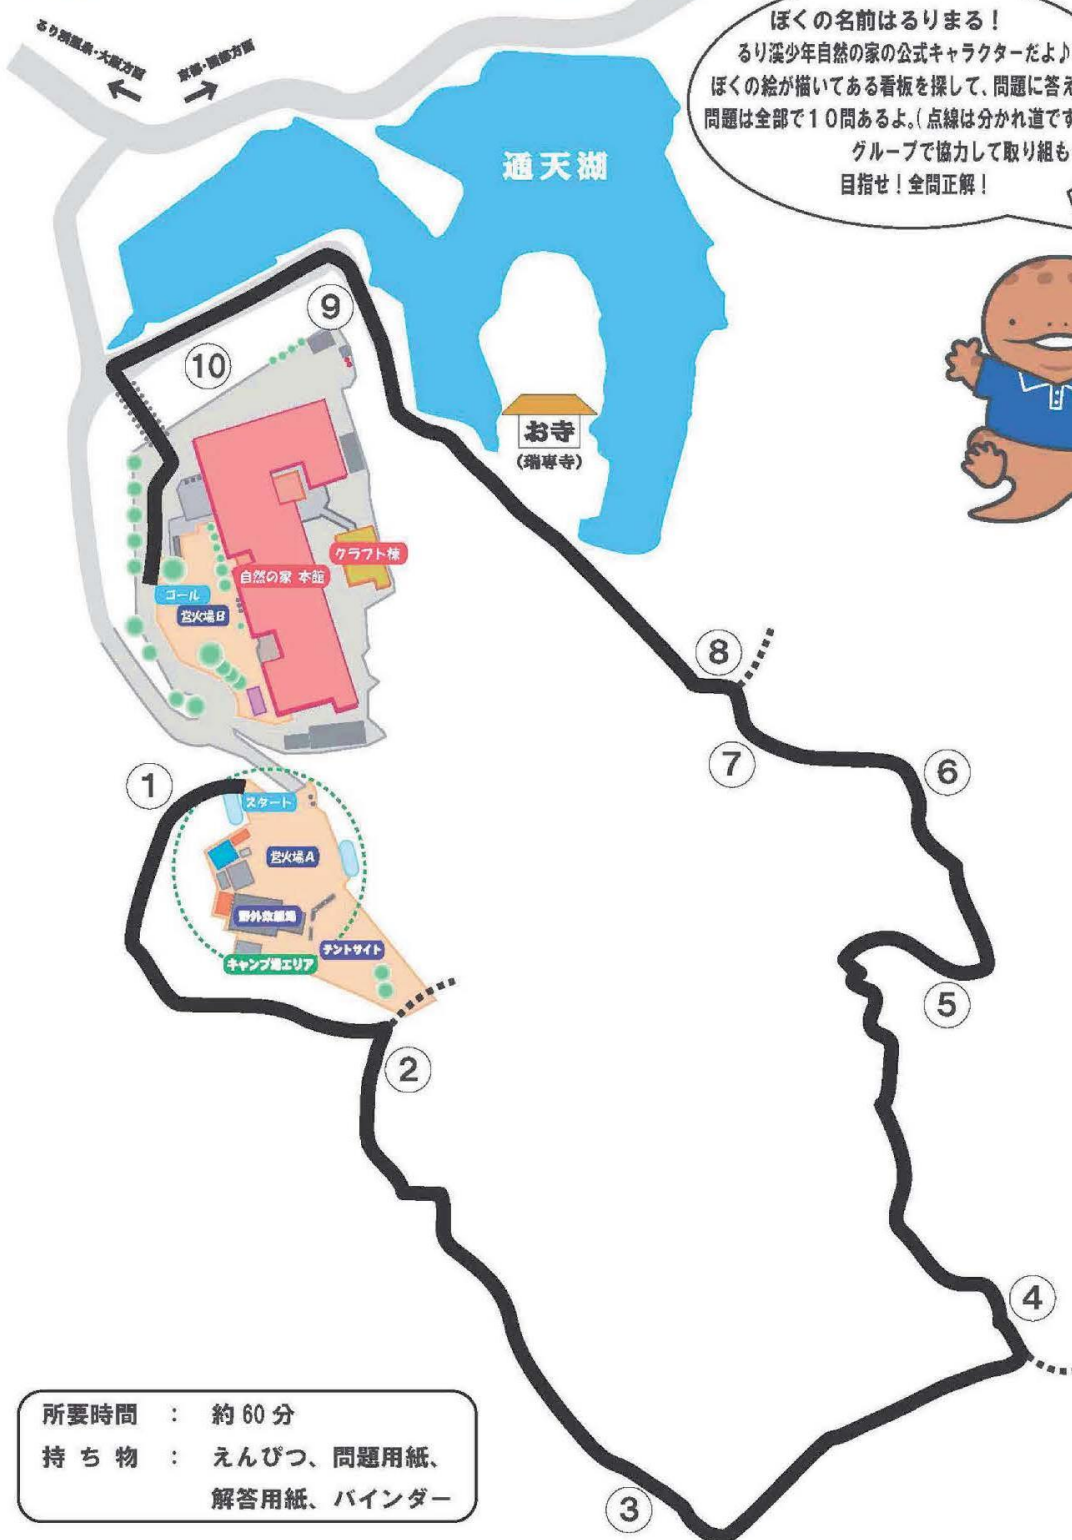 るり渓温泉・大阪方面
京都・園部方面
ぼくの名前はるりまる！
るり渓少年自然の家の公式キャラクターだよ♪
ぼくの絵が描いてある看板を探して、問題に答え
問題は全部で１０問あるよ。（点線は分かれ道です
グループで協力して取り組も
目指せ！全問正解！
通天湖
⑨
⑩
お寺
(瑞専寺)
クラフト棟
自然の家 本館
ゴール
営火場B
⑧
⑦
⑥
①
スタート
営火場A
野外炊飯場
テントサイト
キャンプ場エリア
⑤
②
④
③
所要時間 ： 約 60 分
持 ち 物 ： えんぴつ、問題用紙、
解答用紙、バインダー